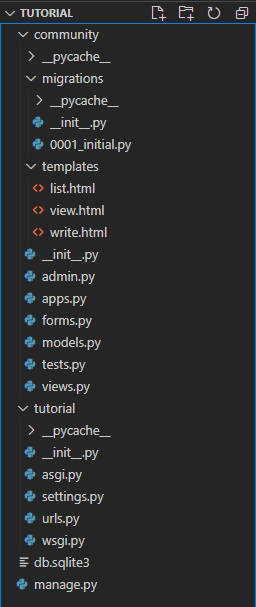 TUTORIAL
community
__pycache__
migrations
__pycache__
__init__.py
0001_initial.py
templates
list.html
view.html
write.html
__init__.py
admin.py
apps.py
forms.py
models.py
tests.py
views.py
tutorial
__pycache__
__init__.py
asgi.py
settings.py
urls.py
wsgi.py
db.sqlite3
manage.py